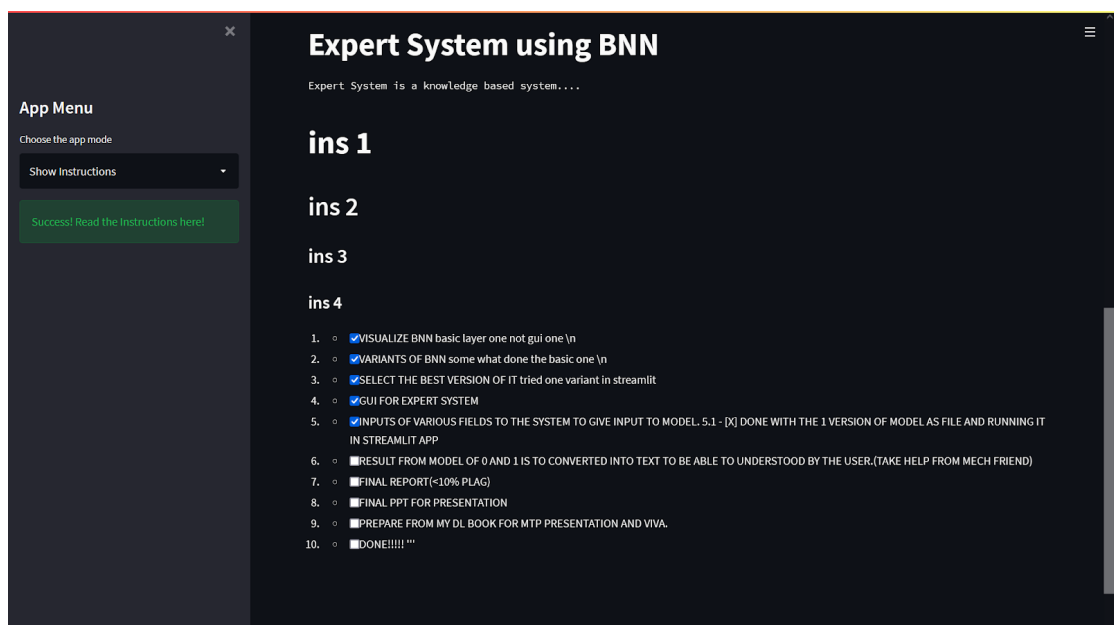 App Menu
Choose the app mode
Show Instructions
Success! Read the Instructions here!
Expert System using BNN
Expert System is a knowledge based system....
ins 1
ins 2
ins 3
ins 4
1. VISUALIZE BNN basic layer one not gui one \n
2. VARIANTS OF BNN some what done the basic one \n
3. SELECT THE BEST VERSION OF IT tried one variant in streamlit
4. GUI FOR EXPERT SYSTEM
5. INPUTS OF VARIOUS FIELDS TO THE SYSTEM TO GIVE INPUT TO MODEL. 5.1 - [X] DONE WITH THE 1 VERSION OF MODEL AS FILE AND RUNNING IT
IN STREAMLIT APP
6. RESULT FROM MODEL OF 0 AND 1 IS TO CONVERTED INTO TEXT TO BE ABLE TO UNDERSTOOD BY THE USER.(TAKE HELP FROM MECH FRIEND)
7. FINAL REPORT(<10% PLAG)
8. FINAL PPT FOR PRESENTATION
9. PREPARE FROM MY DL BOOK FOR MTP PRESENTATION AND VIVA.
10. DONE!!!!! '''